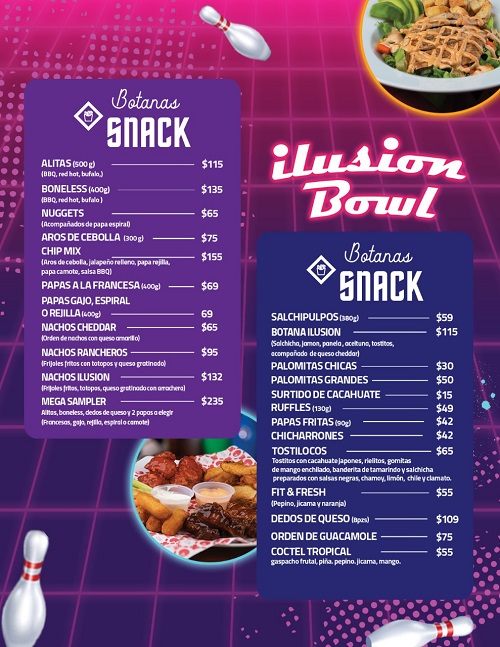 Botanas
SNACK
ALITAS (500 g) $115
(BBQ, red hot, bufalo,)
BONELESS (400g) $135
(BBQ, red hot, bufalo )
NUGGETS $65
(Acompañados de papa espiral)
AROS DE CEBOLLA (300 g) $75
CHIP MIX $155
(Aros de cebolla, jalapeño relleno, papa rejilla,
papa camote, salsa BBQ)
PAPAS A LA FRANCESA (400g) $69
PAPAS GAJO, ESPIRAL
O REJILLA (400g) 69
NACHOS CHEDDAR $65
(Orden de nachos con queso amarillo)
NACHOS RANCHEROS $95
(Frijoles fritos con totopos y queso gratinado)
NACHOS ILUSION $132
(Frijoles fritos, totopos, queso gratinado con arrachera)
MEGA SAMPLER $235
Alitas, boneless, dedos de queso y 2 papas a elegir
(Francesas, gajo, rejilla, espiral o camote)
ilusion
Bowl
Botanas
SNACK
SALCHIPULPOS (380g) $59
BOTANA ILUSION $115
(Salchicha, jamon, panela , aceituna, tostitos,
acompañado de queso cheddar)
PALOMITAS CHICAS $30
PALOMITAS GRANDES $50
SURTIDO DE CACAHUATE $15
RUFFLES (130g) $49
PAPAS FRITAS (90g) $42
CHICHARRONES $42
TOSTILOCOS $65
Tostitos con cacahuate japones, rielitos, gomitas
de mango enchilado, banderita de tamarindo y salchicha
preparados con salsas negras, chamoy, limón, chile y clamato.
FIT & FRESH $55
(Pepino, jicama y naranja)
DEDOS DE QUESO (8pzs) $109
ORDEN DE GUACAMOLE $75
COCTEL TROPICAL $55
gaspacho frutal, piña. pepino. jicama, mango.